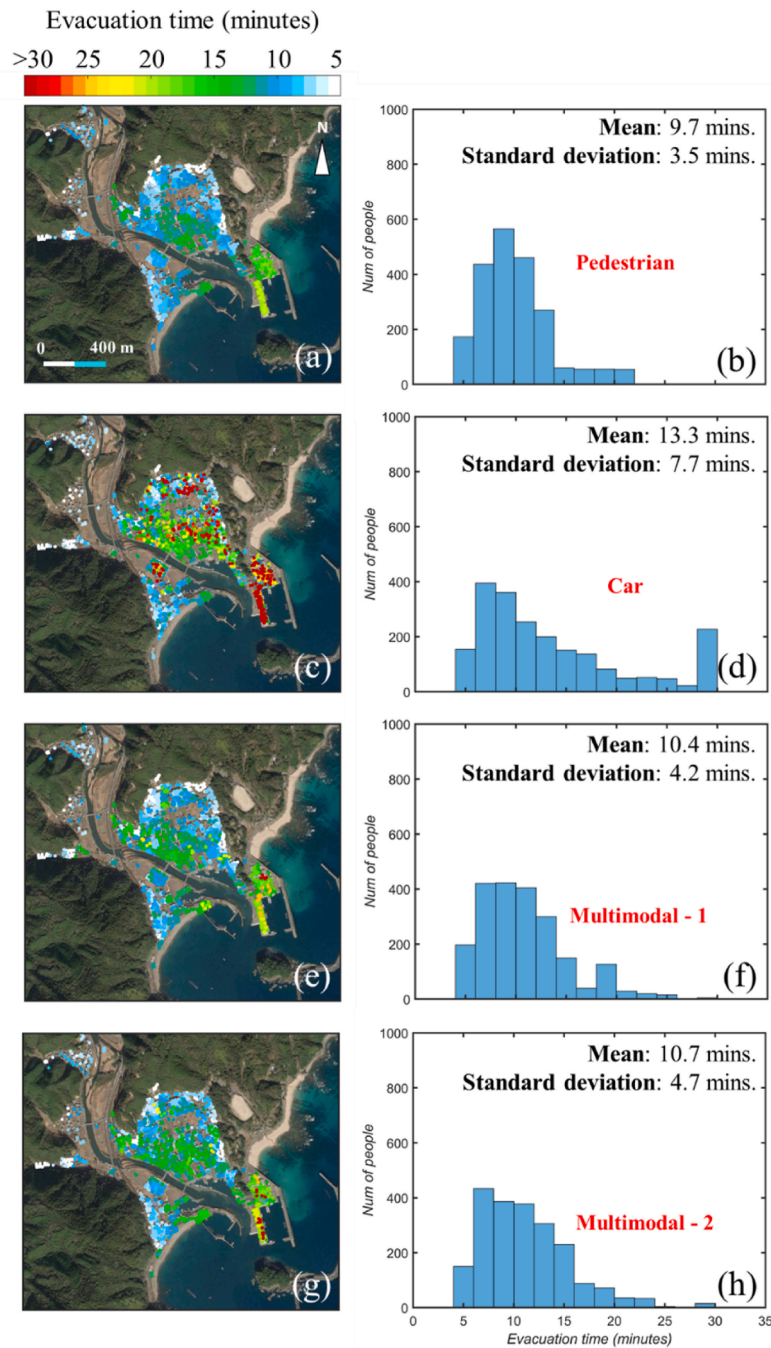 Evacuation time (minutes)
>30 25 20 15 10 5
N
0 400 m
(a)
1000
800
600
400
200
0
Num of people
Mean: 9.7 mins.
Standard deviation: 3.5 mins.
Pedestrian
(b)
(c)
1000
800
600
400
200
0
Num of people
Mean: 13.3 mins.
Standard deviation: 7.7 mins.
Car
(d)
(e)
1000
800
600
400
200
0
Num of people
Mean: 10.4 mins.
Standard deviation: 4.2 mins.
Multimodal - 1
(f)
(g)
1000
800
600
400
200
0
Num of people
Mean: 10.7 mins.
Standard deviation: 4.7 mins.
Multimodal - 2
(h)
0 5 10 15 20 25 30 35
Evacuation time (minutes)